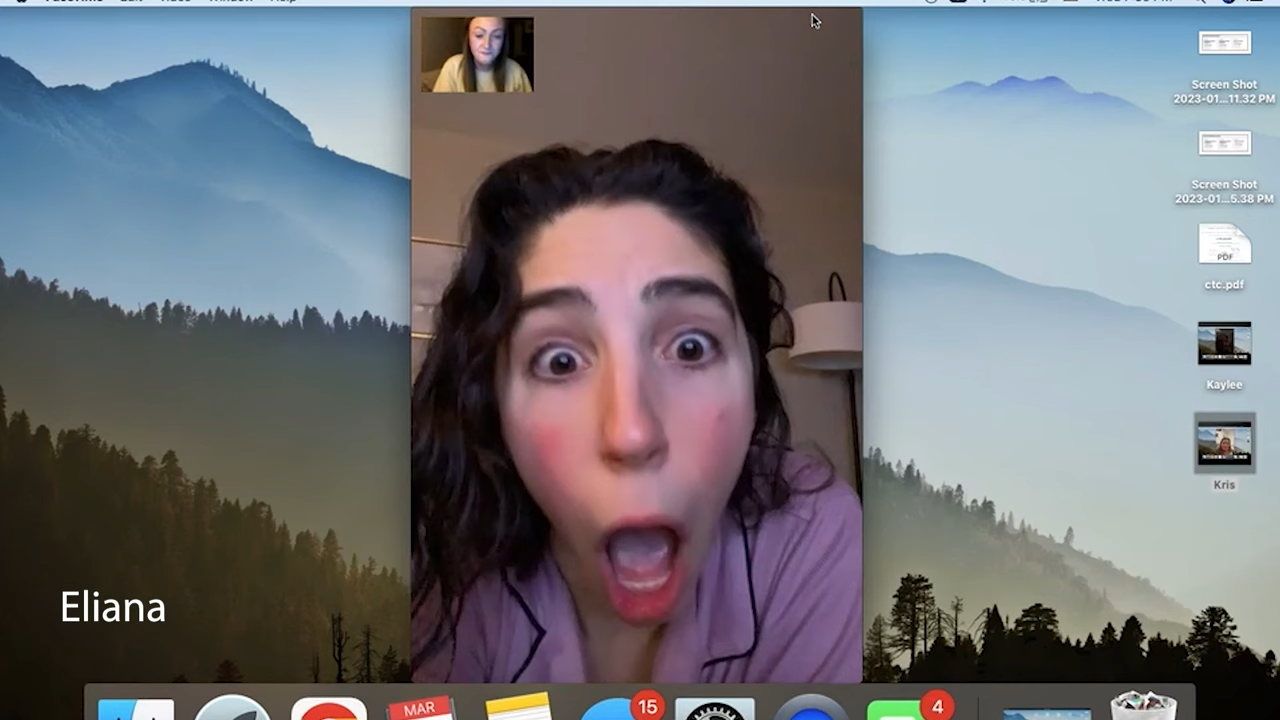 Screen Shot
2023-01...11.32 PM
Screen Shot
2023-01...5.38 PM
PDF
ctc.pdf
Kaylee
Kris
Eliana
MAR
15
4